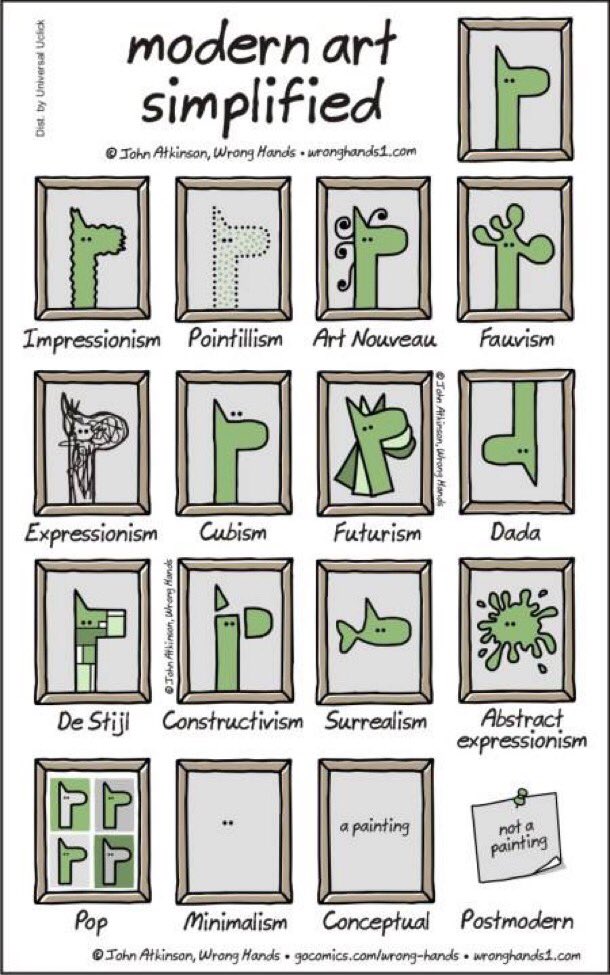 Dist. by Universal Uclick
modern art
simplified
© John Atkinson, Wrong Hands • wronghands1.com
Impressionism
Pointillism
Art Nouveau
Fauvism
© John Atkinson, Wrong Hands
Expressionism
Cubism
Futurism
Dada
© John Atkinson, Wrong Hands
De Stijl
Constructivism
Surrealism
Abstract
expressionism
a painting
not a
painting
Pop
Minimalism
Conceptual
Postmodern
© John Atkinson, Wrong Hands • gocomics.com/wrong-hands • wronghands1.com